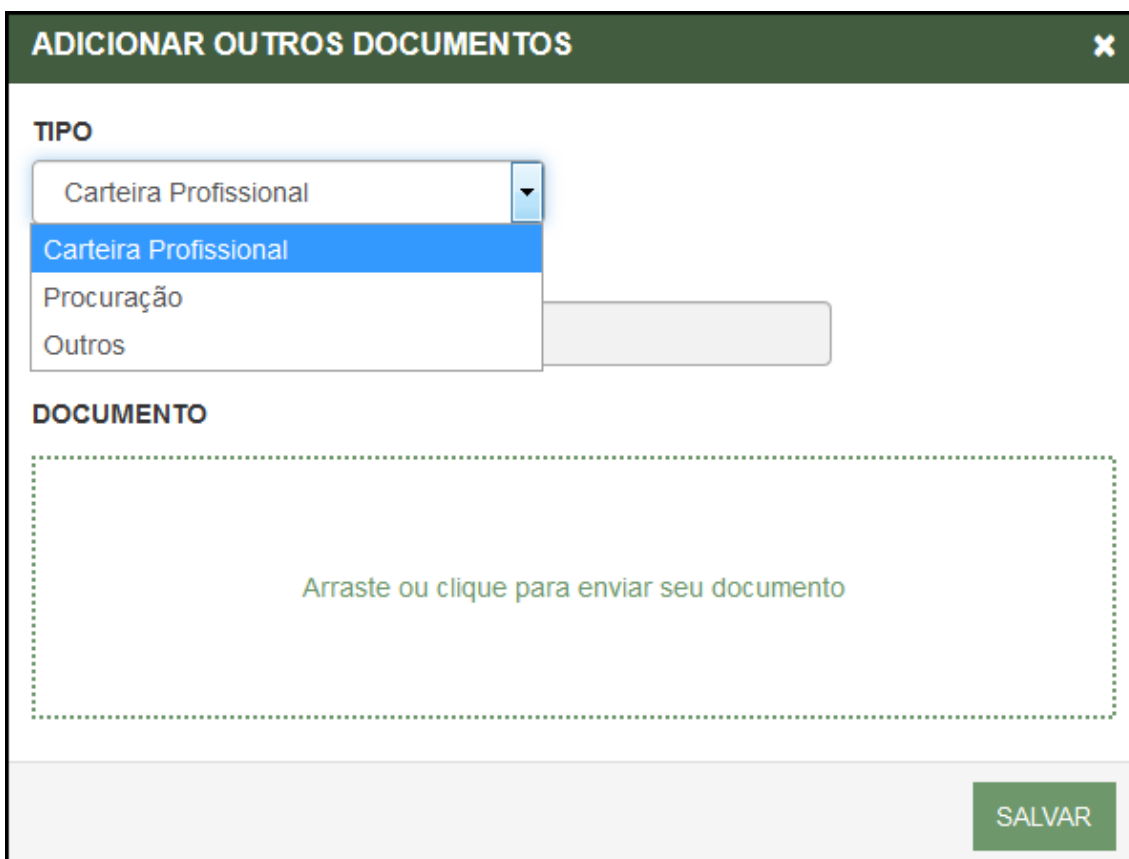 ADICIONAR OUTROS DOCUMENTOS
TIPO
Carteira Profissional
Carteira Profissional
Procuração
Outros
DOCUMENTO
Arraste ou clique para enviar seu documento
SALVAR